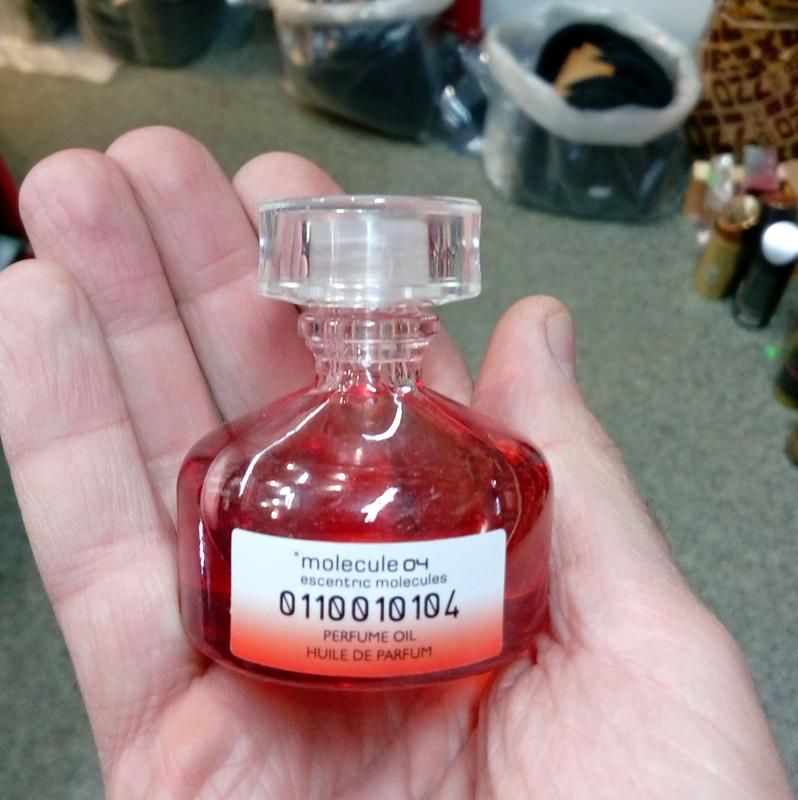 *molecule 04
escentric molecules
0110010104
PERFUME OIL
HUILE DE PARFUM